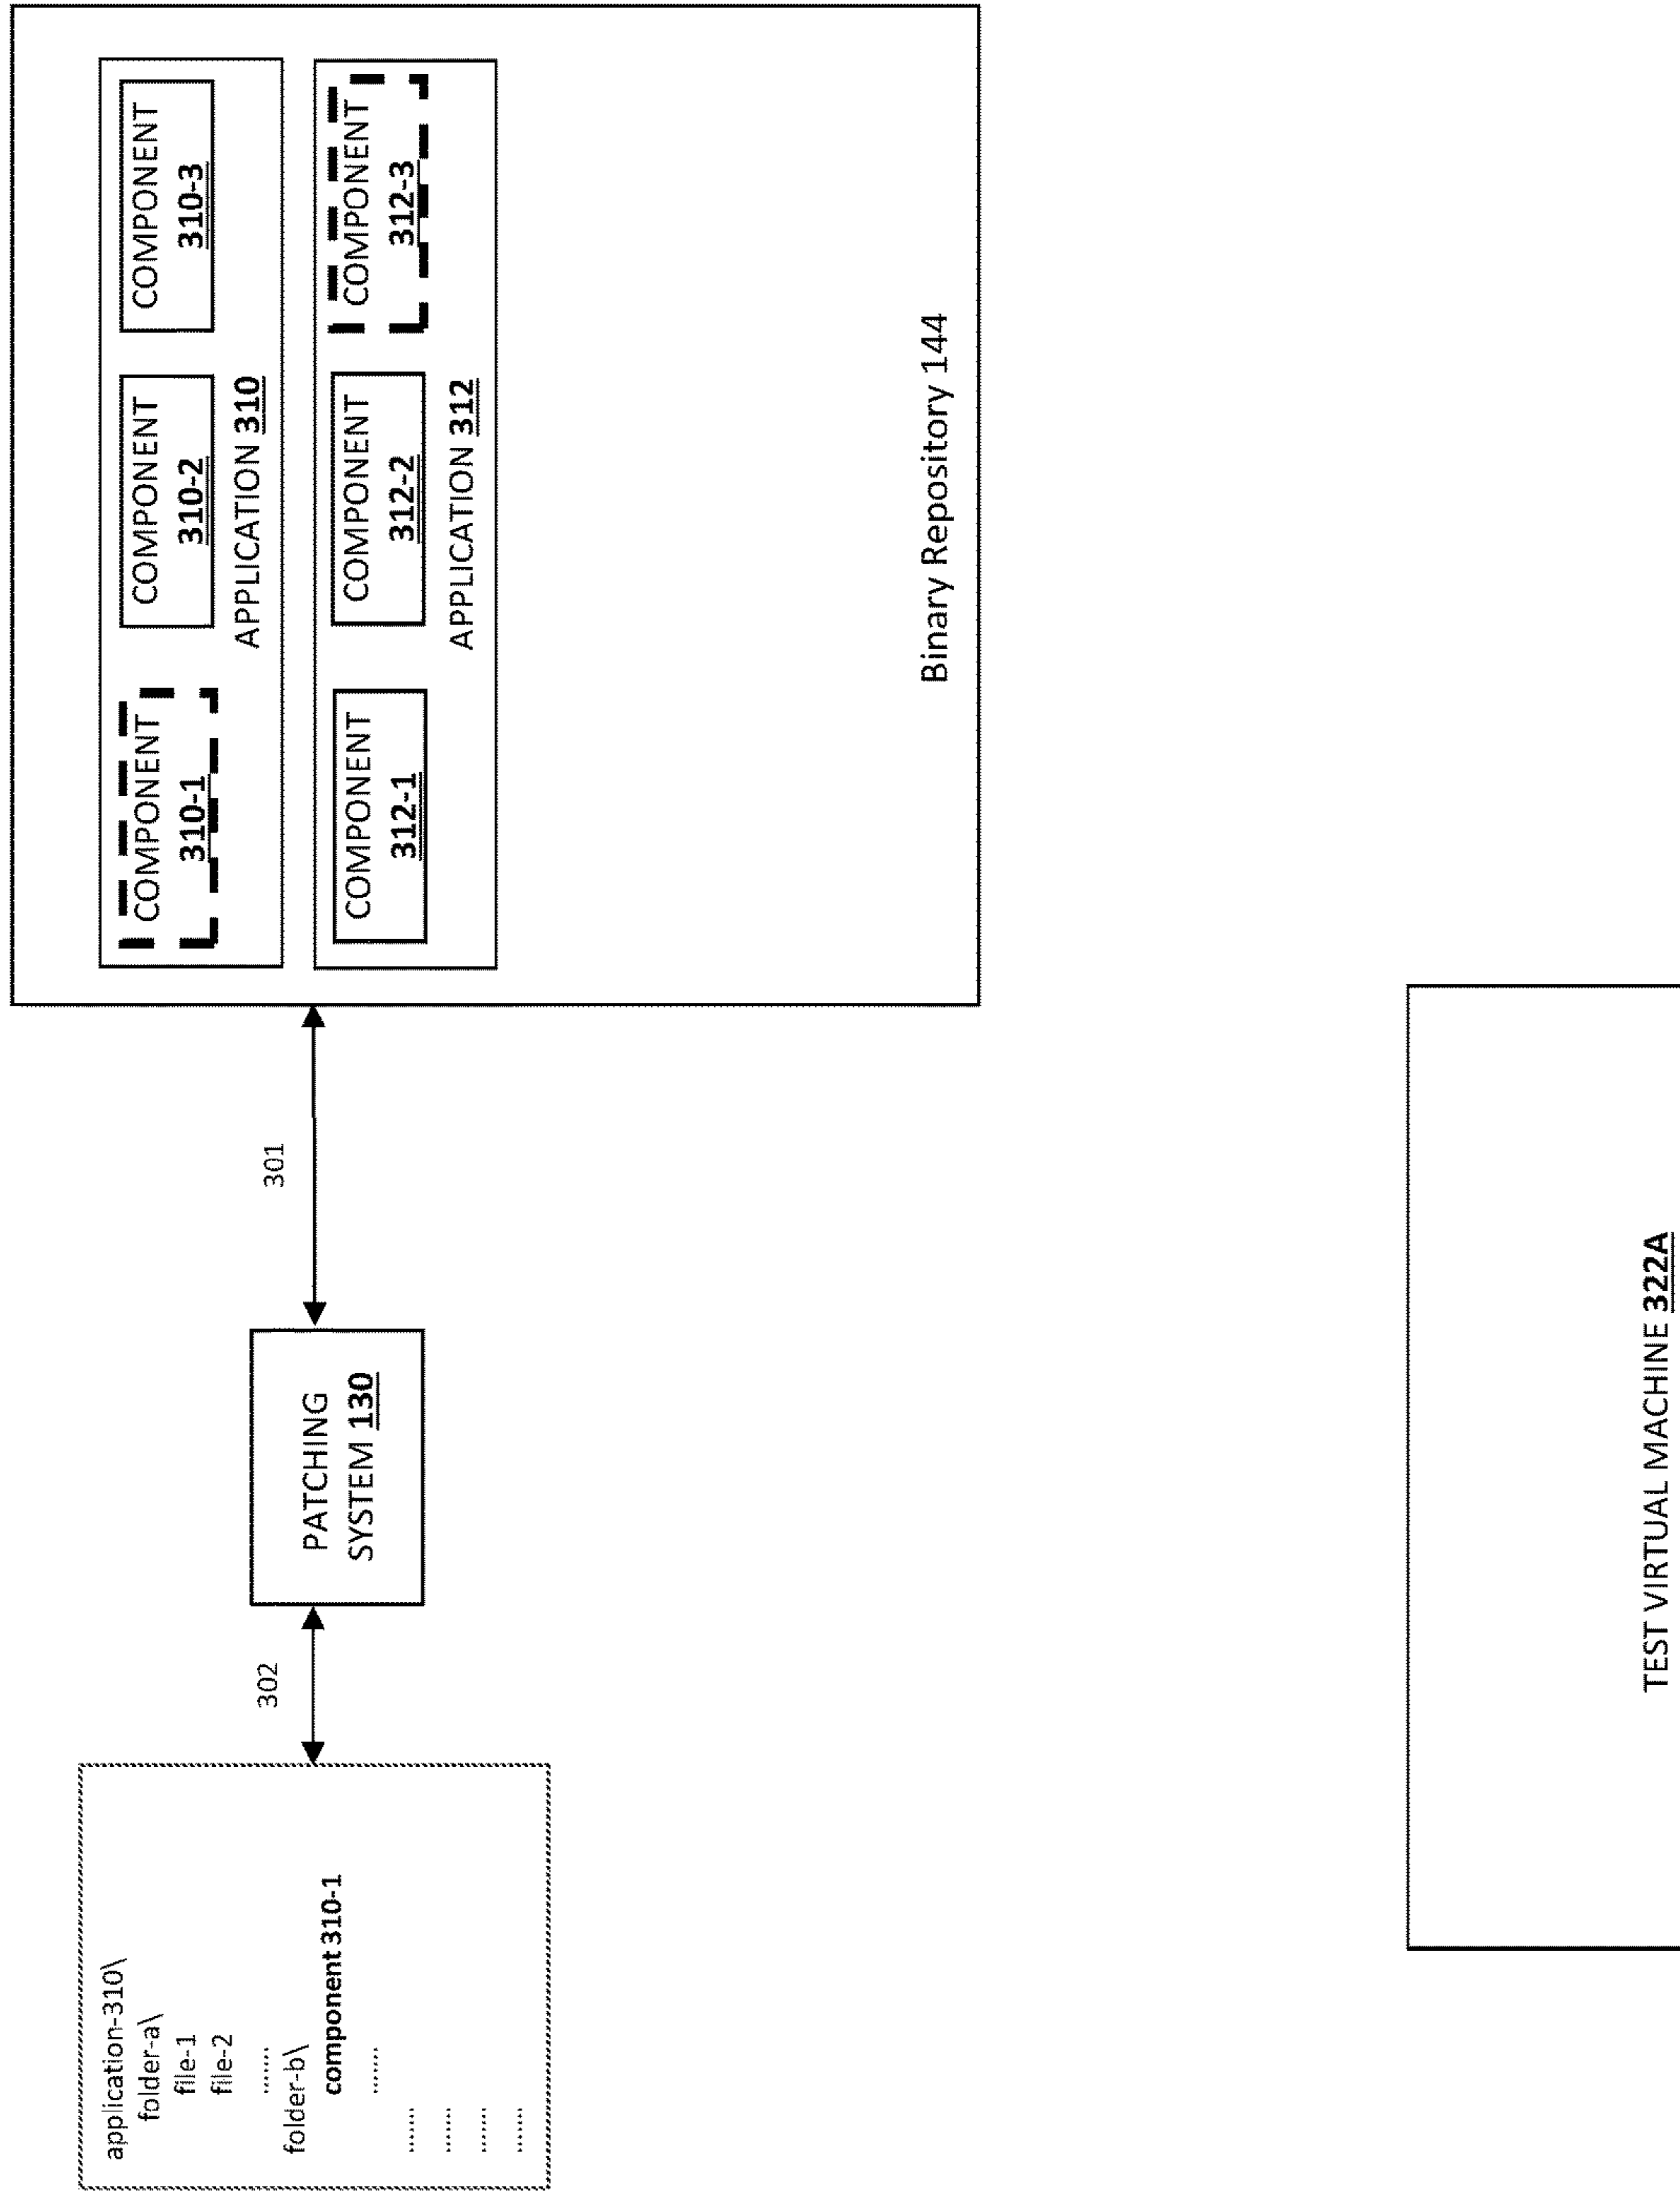 application-310\
folder-a\
file-1
file-2
.......
folder-b\
component 310-1
.......
.......
.......
.......
.......
302
PATCHING
SYSTEM 130
301
COMPONENT
310-1
COMPONENT
310-2
COMPONENT
310-3
APPLICATION 310
COMPONENT
312-1
COMPONENT
312-2
COMPONENT
312-3
APPLICATION 312
Binary Repository 144
TEST VIRTUAL MACHINE 322A